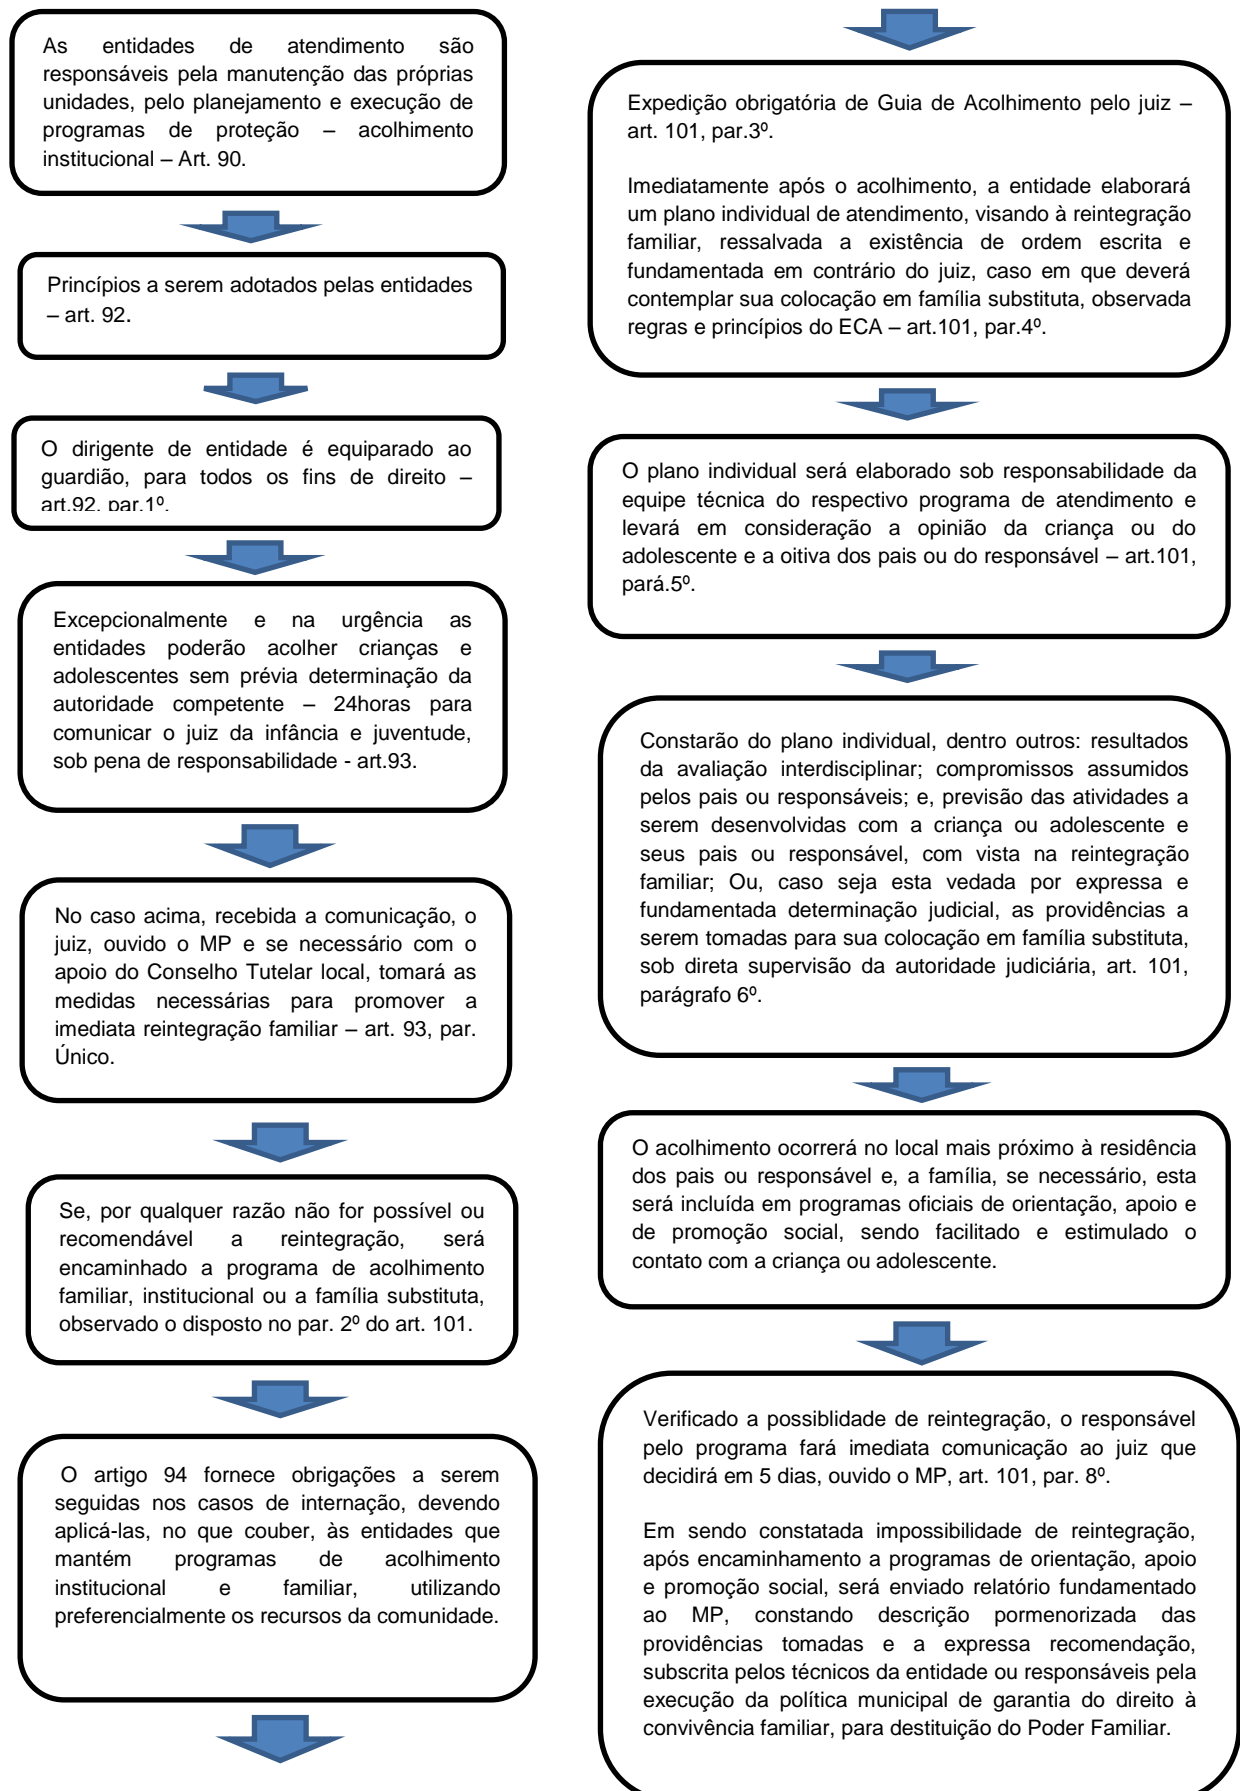 As entidades de atendimento são
responsáveis pela manutenção das próprias
unidades, pelo planejamento e execução de
programas de proteção – acolhimento
institucional – Art. 90.
Princípios a serem adotados pelas entidades
– art. 92.
O dirigente de entidade é equiparado ao
guardião, para todos os fins de direito –
art.92, par.1º.
Excepcionalmente e na urgência as
entidades poderão acolher crianças e
adolescentes sem prévia determinação da
autoridade competente – 24horas para
comunicar o juiz da infância e juventude,
sob pena de responsabilidade - art.93.
No caso acima, recebida a comunicação, o
juiz, ouvido o MP e se necessário com o
apoio do Conselho Tutelar local, tomará as
medidas necessárias para promover a
imediata reintegração familiar – art. 93, par.
Único.
Se, por qualquer razão não for possível ou
recomendável a reintegração, será
encaminhado a programa de acolhimento
familiar, institucional ou a família substituta,
observado o disposto no par. 2º do art. 101.
O artigo 94 fornece obrigações a serem
seguidas nos casos de internação, devendo
aplicá-las, no que couber, às entidades que
mantém programas de acolhimento
institucional e familiar, utilizando
preferencialmente os recursos da comunidade.
Expedição obrigatória de Guia de Acolhimento pelo juiz –
art. 101, par.3º.
Imediatamente após o acolhimento, a entidade elaborará
um plano individual de atendimento, visando à reintegração
familiar, ressalvada a existência de ordem escrita e
fundamentada em contrário do juiz, caso em que deverá
contemplar sua colocação em família substituta, observada
regras e princípios do ECA – art.101, par.4º.
O plano individual será elaborado sob responsabilidade da
equipe técnica do respectivo programa de atendimento e
levará em consideração a opinião da criança ou do
adolescente e a oitiva dos pais ou do responsável – art.101,
pará.5º.
Constarão do plano individual, dentro outros: resultados
da avaliação interdisciplinar; compromissos assumidos
pelos pais ou responsáveis; e, previsão das atividades a
serem desenvolvidas com a criança ou adolescente e
seus pais ou responsável, com vista na reintegração
familiar; Ou, caso seja esta vedada por expressa e
fundamentada determinação judicial, as providências a
serem tomadas para sua colocação em família substituta,
sob direta supervisão da autoridade judiciária, art. 101,
parágrafo 6º.
O acolhimento ocorrerá no local mais próximo à residência
dos pais ou responsável e, a família, se necessário, esta
será incluída em programas oficiais de orientação, apoio e
de promoção social, sendo facilitado e estimulado o
contato com a criança ou adolescente.
Verificado a possiblidade de reintegração, o responsável
pelo programa fará imediata comunicação ao juiz que
decidirá em 5 dias, ouvido o MP, art. 101, par. 8º.
Em sendo constatada impossibilidade de reintegração,
após encaminhamento a programas de orientação, apoio
e promoção social, será enviado relatório fundamentado
ao MP, constando descrição pormenorizada das
providências tomadas e a expressa recomendação,
subscrita pelos técnicos da entidade ou responsáveis pela
execução da política municipal de garantia do direito à
convivência familiar, para destituição do Poder Familiar.